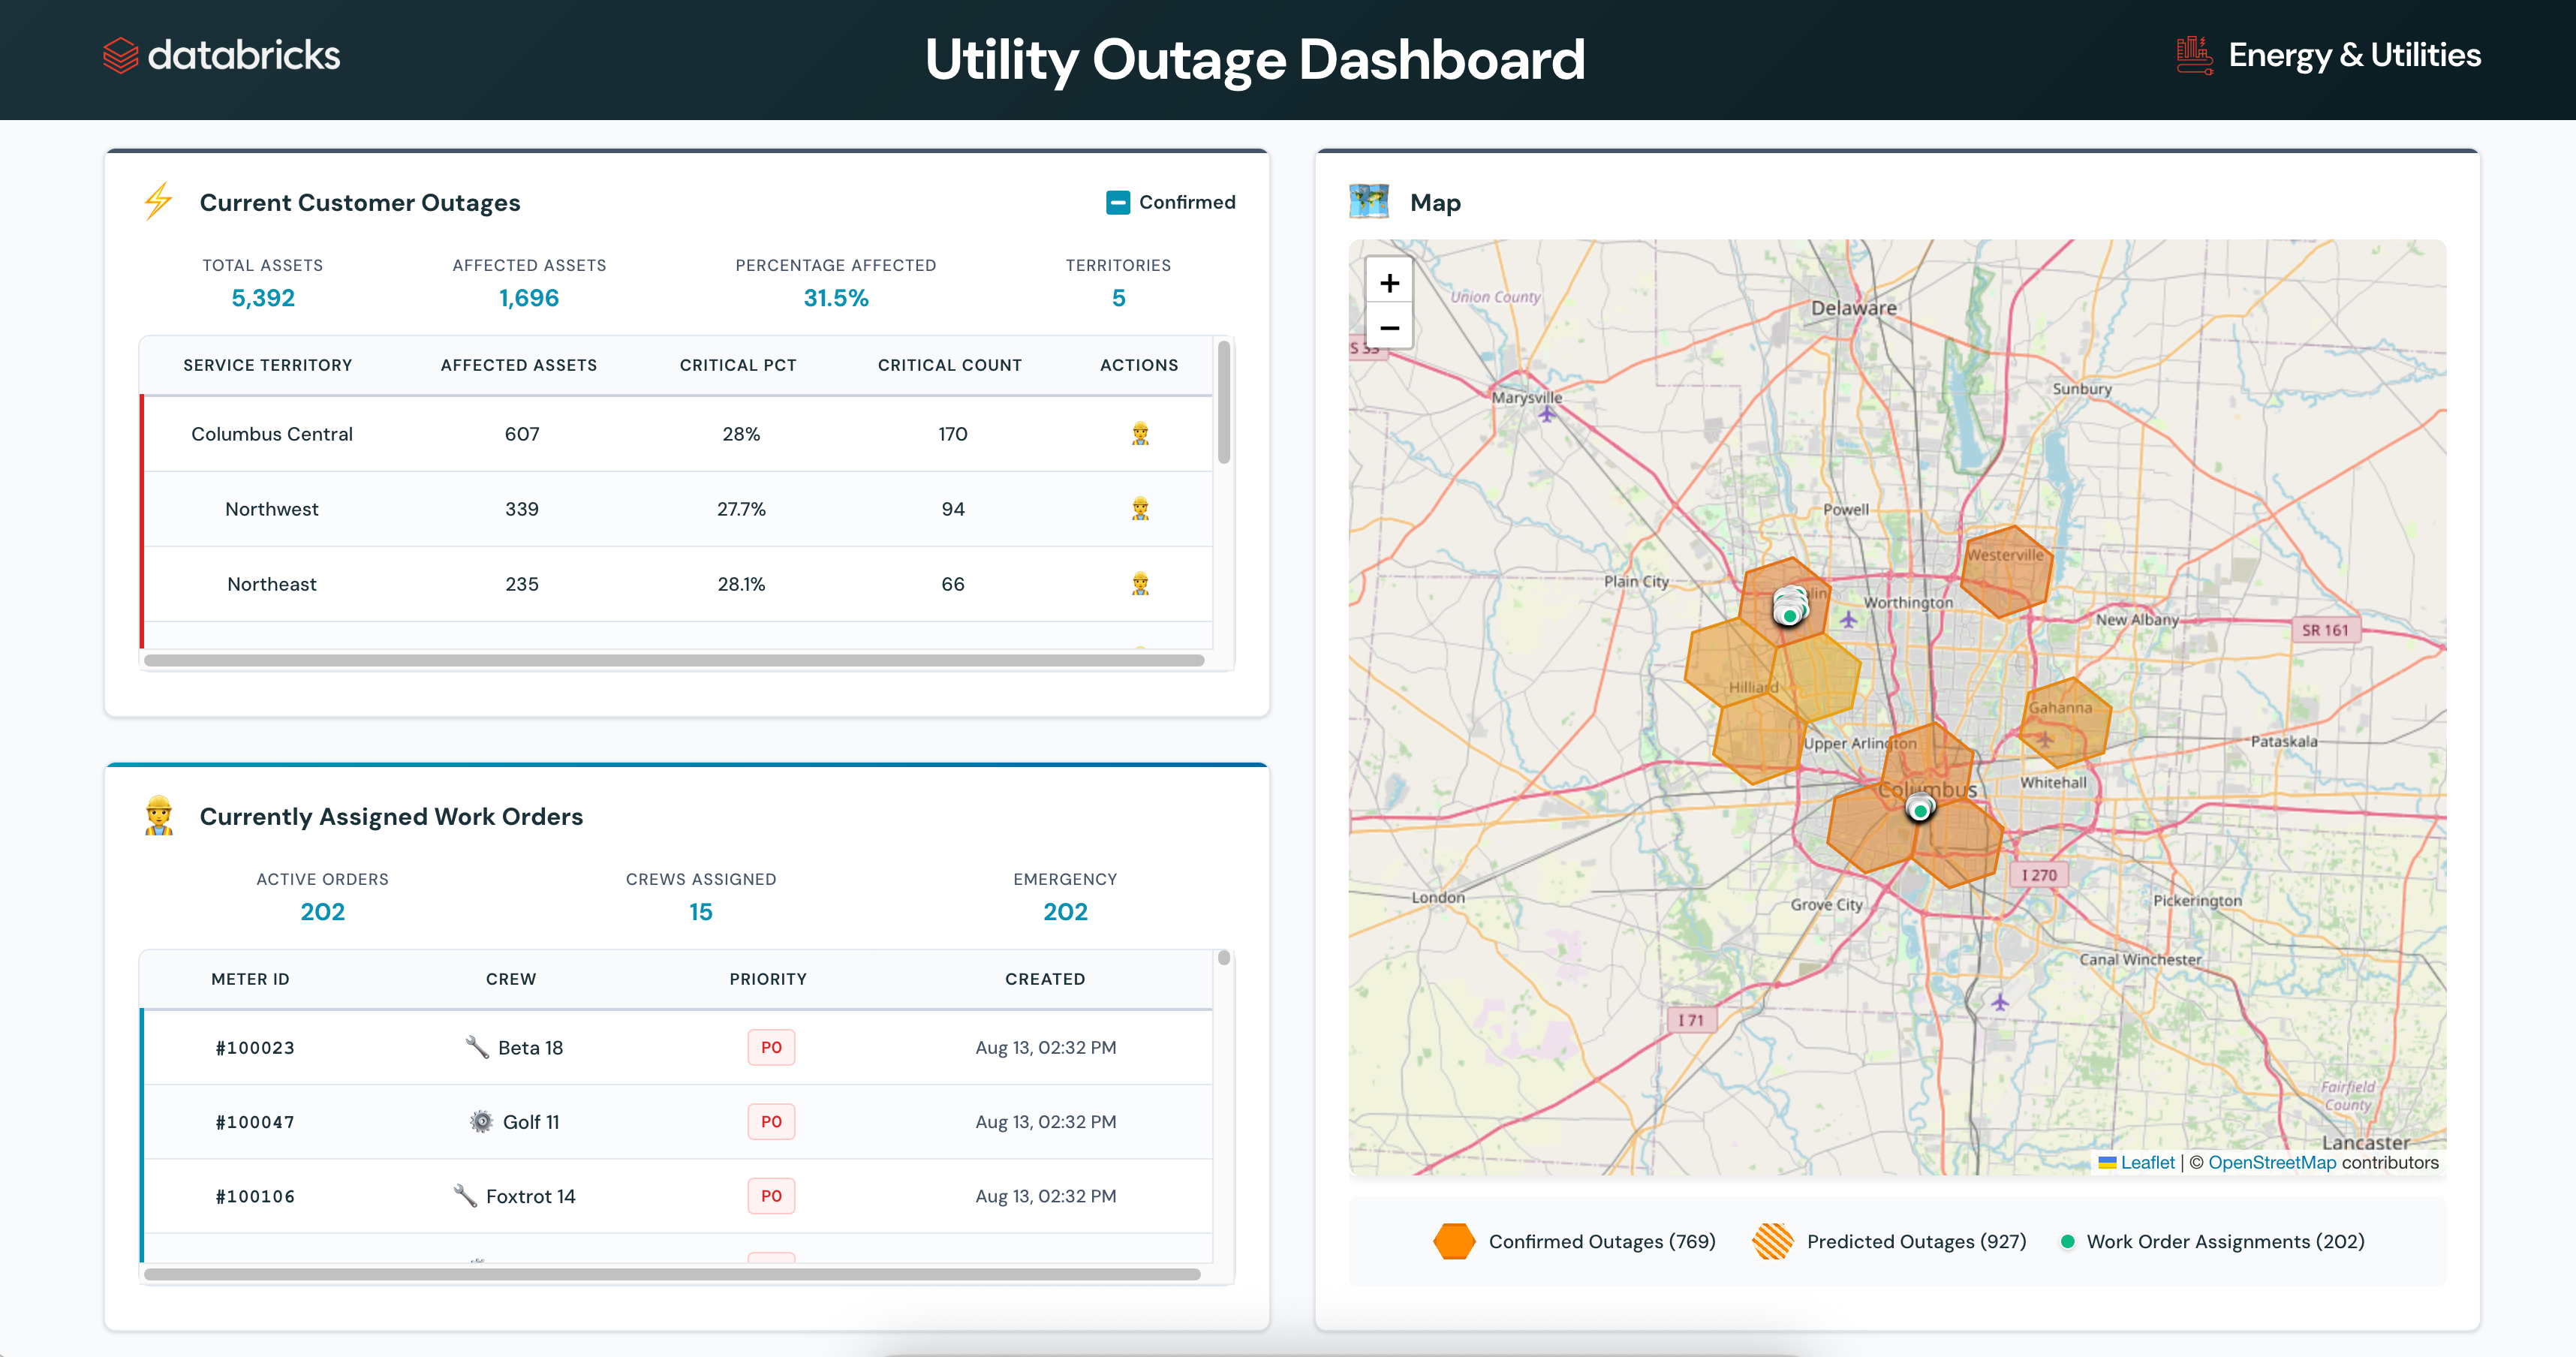 databricks
Utility Outage Dashboard
Energy & Utilities
Current Customer Outages
Confirmed
TOTAL ASSETS
5,392
AFFECTED ASSETS
1,696
PERCENTAGE AFFECTED
31.5%
TERRITORIES
5
SERVICE TERRITORY AFFECTED ASSETS CRITICAL PCT CRITICAL COUNT ACTIONS
Columbus Central 607 28% 170
Northwest 339 27.7% 94
Northeast 235 28.1% 66
Currently Assigned Work Orders
ACTIVE ORDERS
202
CREWS ASSIGNED
15
EMERGENCY
202
METER ID CREW PRIORITY CREATED
#100023 Beta 18 P0 Aug 13, 02:32 PM
#100047 Golf 11 P0 Aug 13, 02:32 PM
#100106 Foxtrot 14 P0 Aug 13, 02:32 PM
Map
+
−
Union County
Delaware
Marysville
Sunbury
Powell
Westerville
Plain City
Worthington
New Albany
SR 161
Hilliard
Gahanna
Upper Arlington
Pataskala
Whitehall
Columbus
I 270
London
Grove City
Pickerington
Canal Winchester
I 71
Fairfield
County
Lancaster
Leaflet | © OpenStreetMap contributors
Confirmed Outages (769)
Predicted Outages (927)
Work Order Assignments (202)